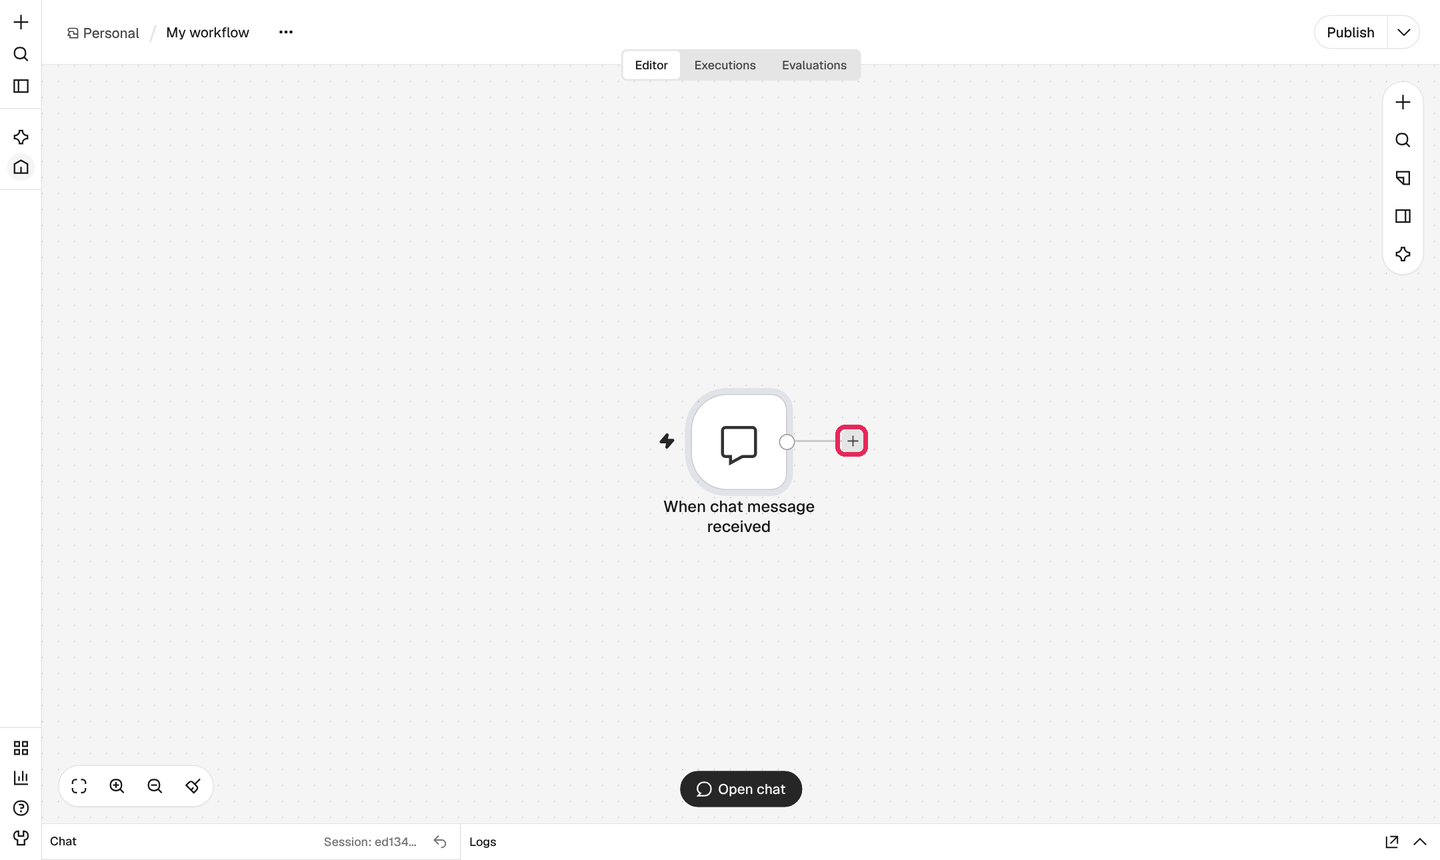 Personal / My workflow
Publish
Editor
Executions
Evaluations
When chat message
received
Open chat
Chat
Session: ed134...
Logs